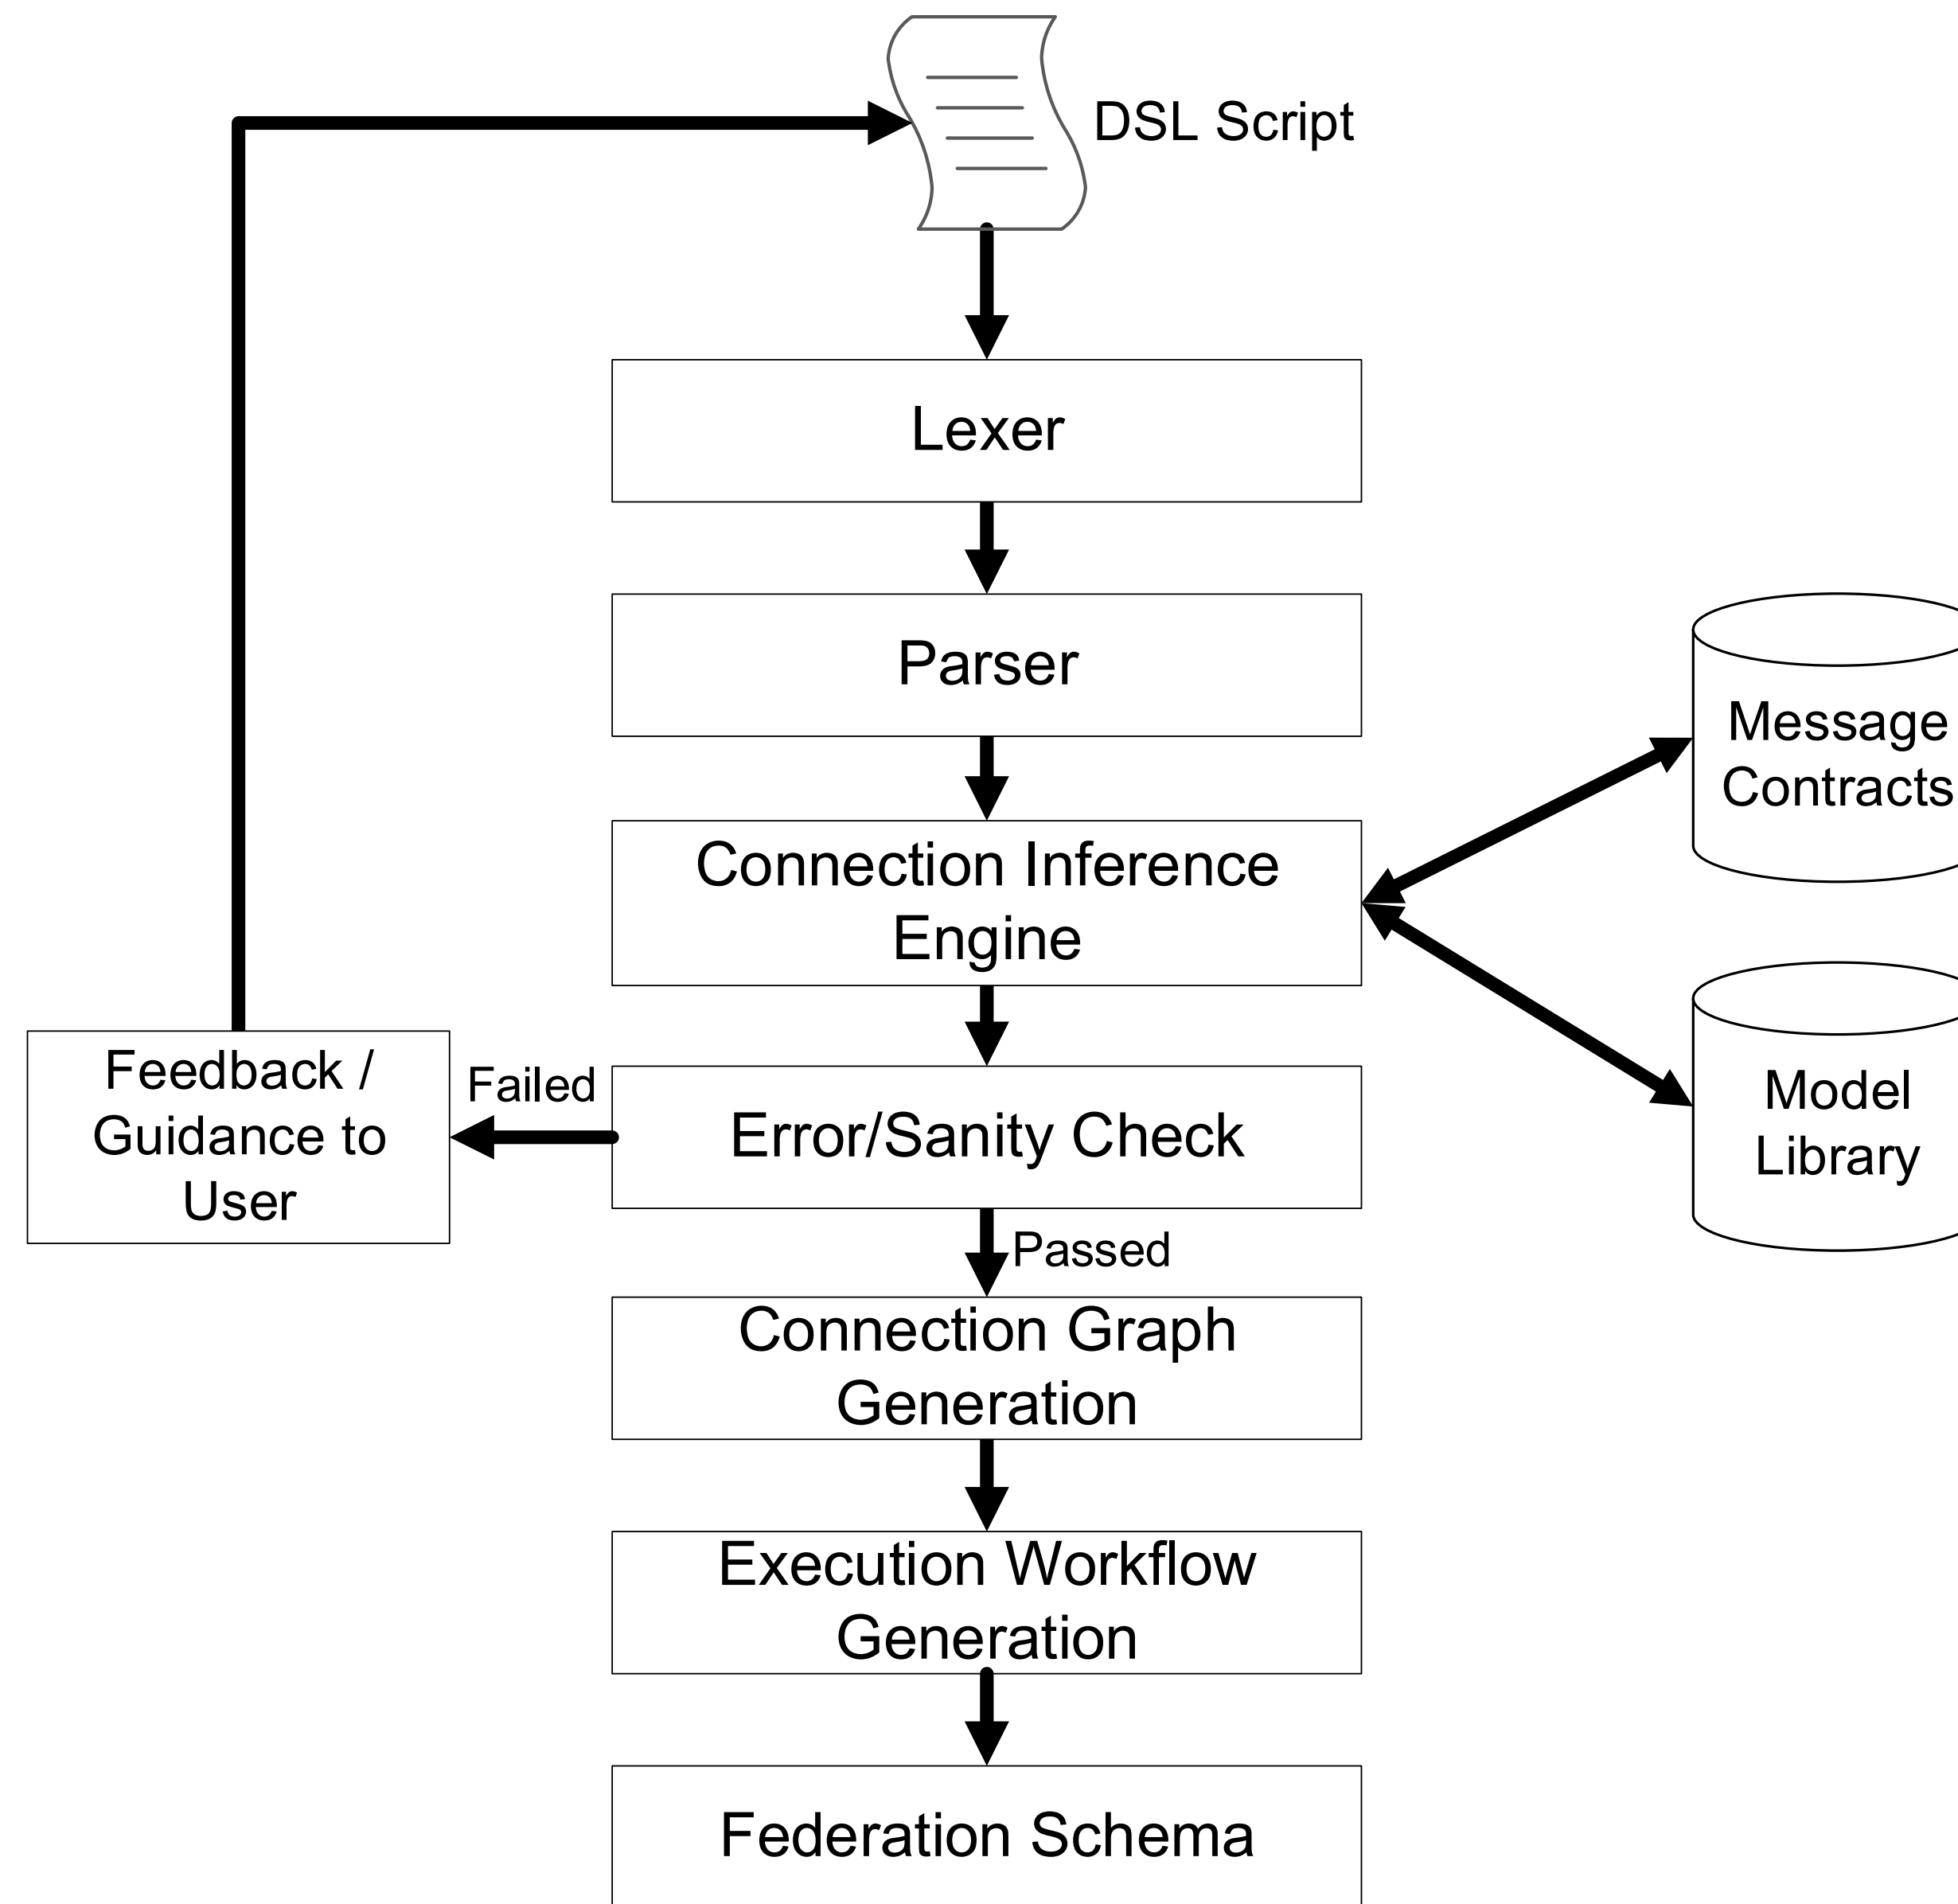 DSL Script
Lexer
Parser
Message
Contracts
Connection Inference
Engine
Model
Library
Feedback /
Guidance to
User
Failed
Error/Sanity Check
Passed
Connection Graph
Generation
Execution Workflow
Generation
Federation Schema